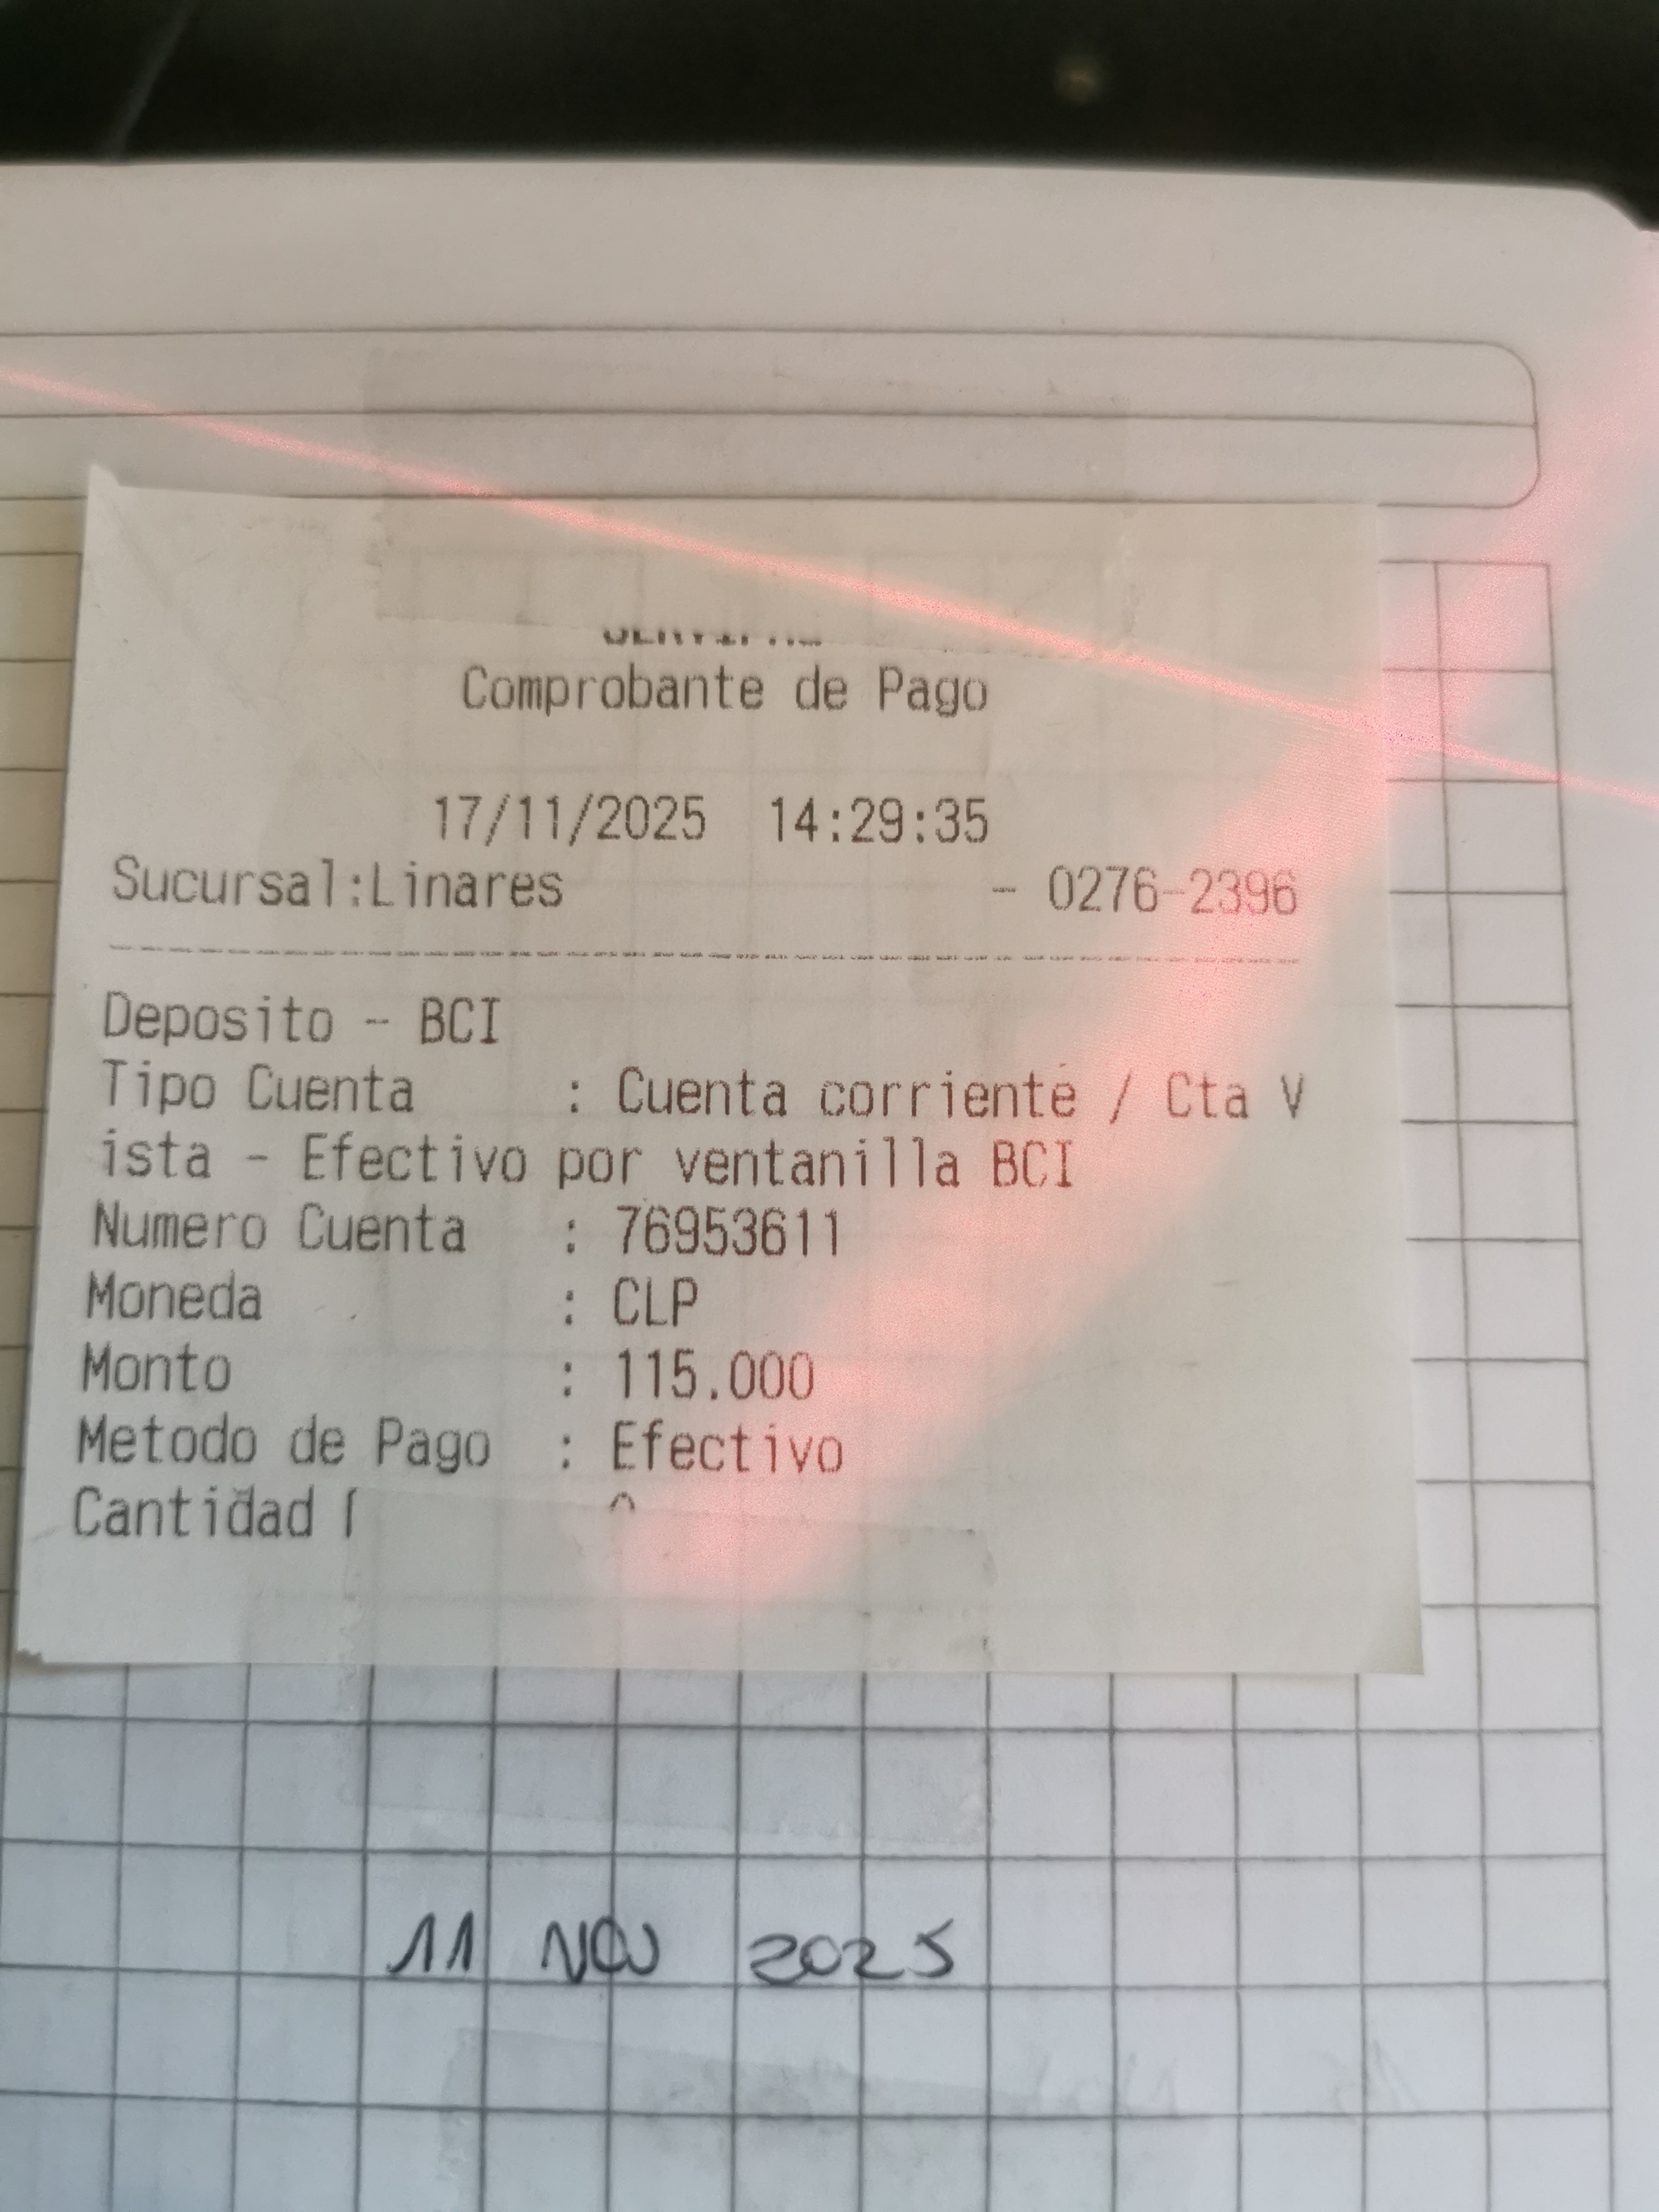 Comprobante de Pago
17/11/2025 14:29:35
Sucursal:Linares - 0276-2396
Deposito - BCI
Tipo Cuenta : Cuenta corriente / Cta V
ista - Efectivo por ventanilla BCI
Numero Cuenta : 76953611
Moneda : CLP
Monto : 115.000
Metodo de Pago : Efectivo
Cantidad
11 NOV 2025